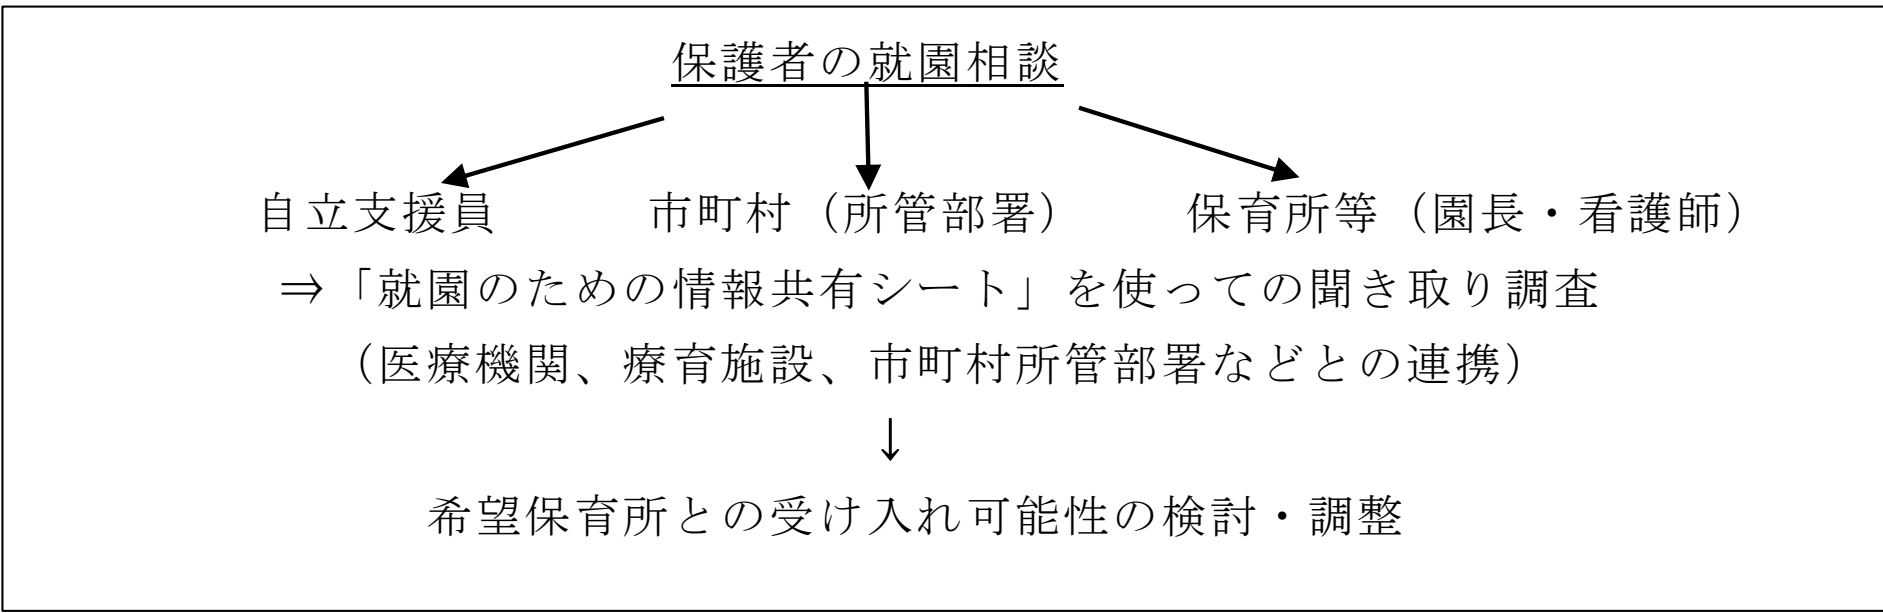 保護者の就園相談
自立支援員 市町村（所管部署） 保育所等（園長・看護師）
⇒「就園のための情報共有シート」を使っての聞き取り調査
（医療機関、療育施設、市町村所管部署などとの連携）
↓
希望保育所との受け入れ可能性の検討・調整